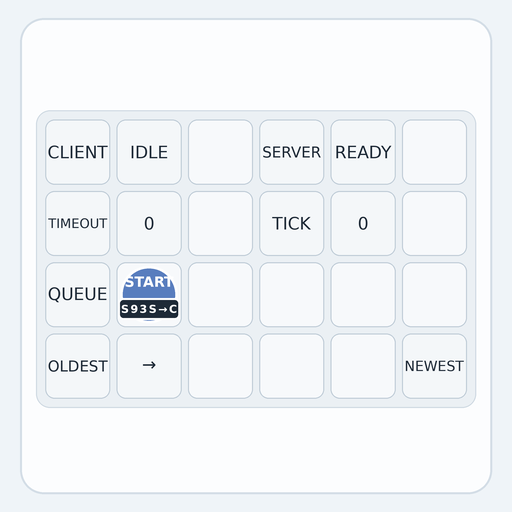 CLIENT IDLE SERVER READY
TIMEOUT 0 TICK 0
QUEUE START
S93S→C
OLDEST → NEWEST